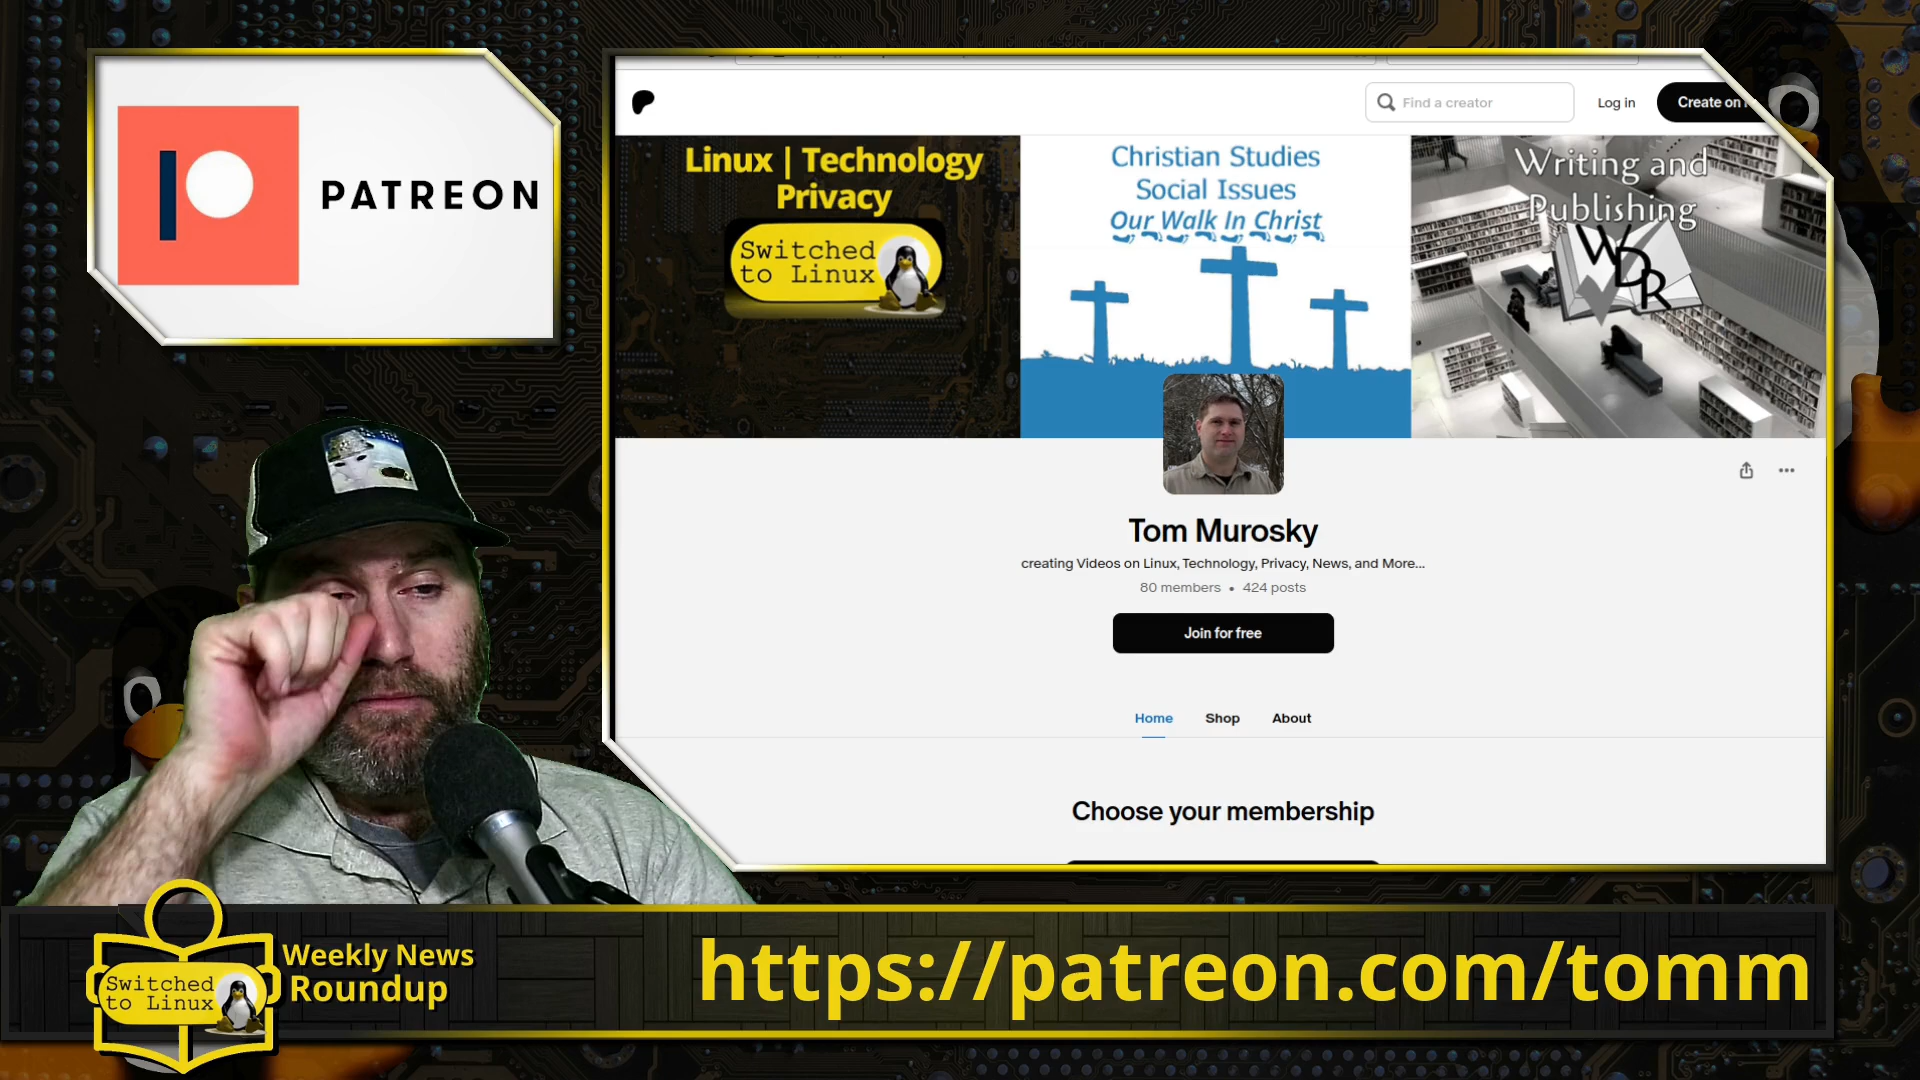 PATREON
Find a creator
Log in
Create on
Linux | Technology
Privacy
Switched
to Linux
Christian Studies
Social Issues
Our Walk In Christ
Writing and
Publishing
WDR
Tom Murosky
creating Videos on Linux, Technology, Privacy, News, and More...
80 members • 424 posts
Join for free
Home
Shop
About
Choose your membership
Switched
to Linux
Weekly News
Roundup
https://patreon.com/tomm